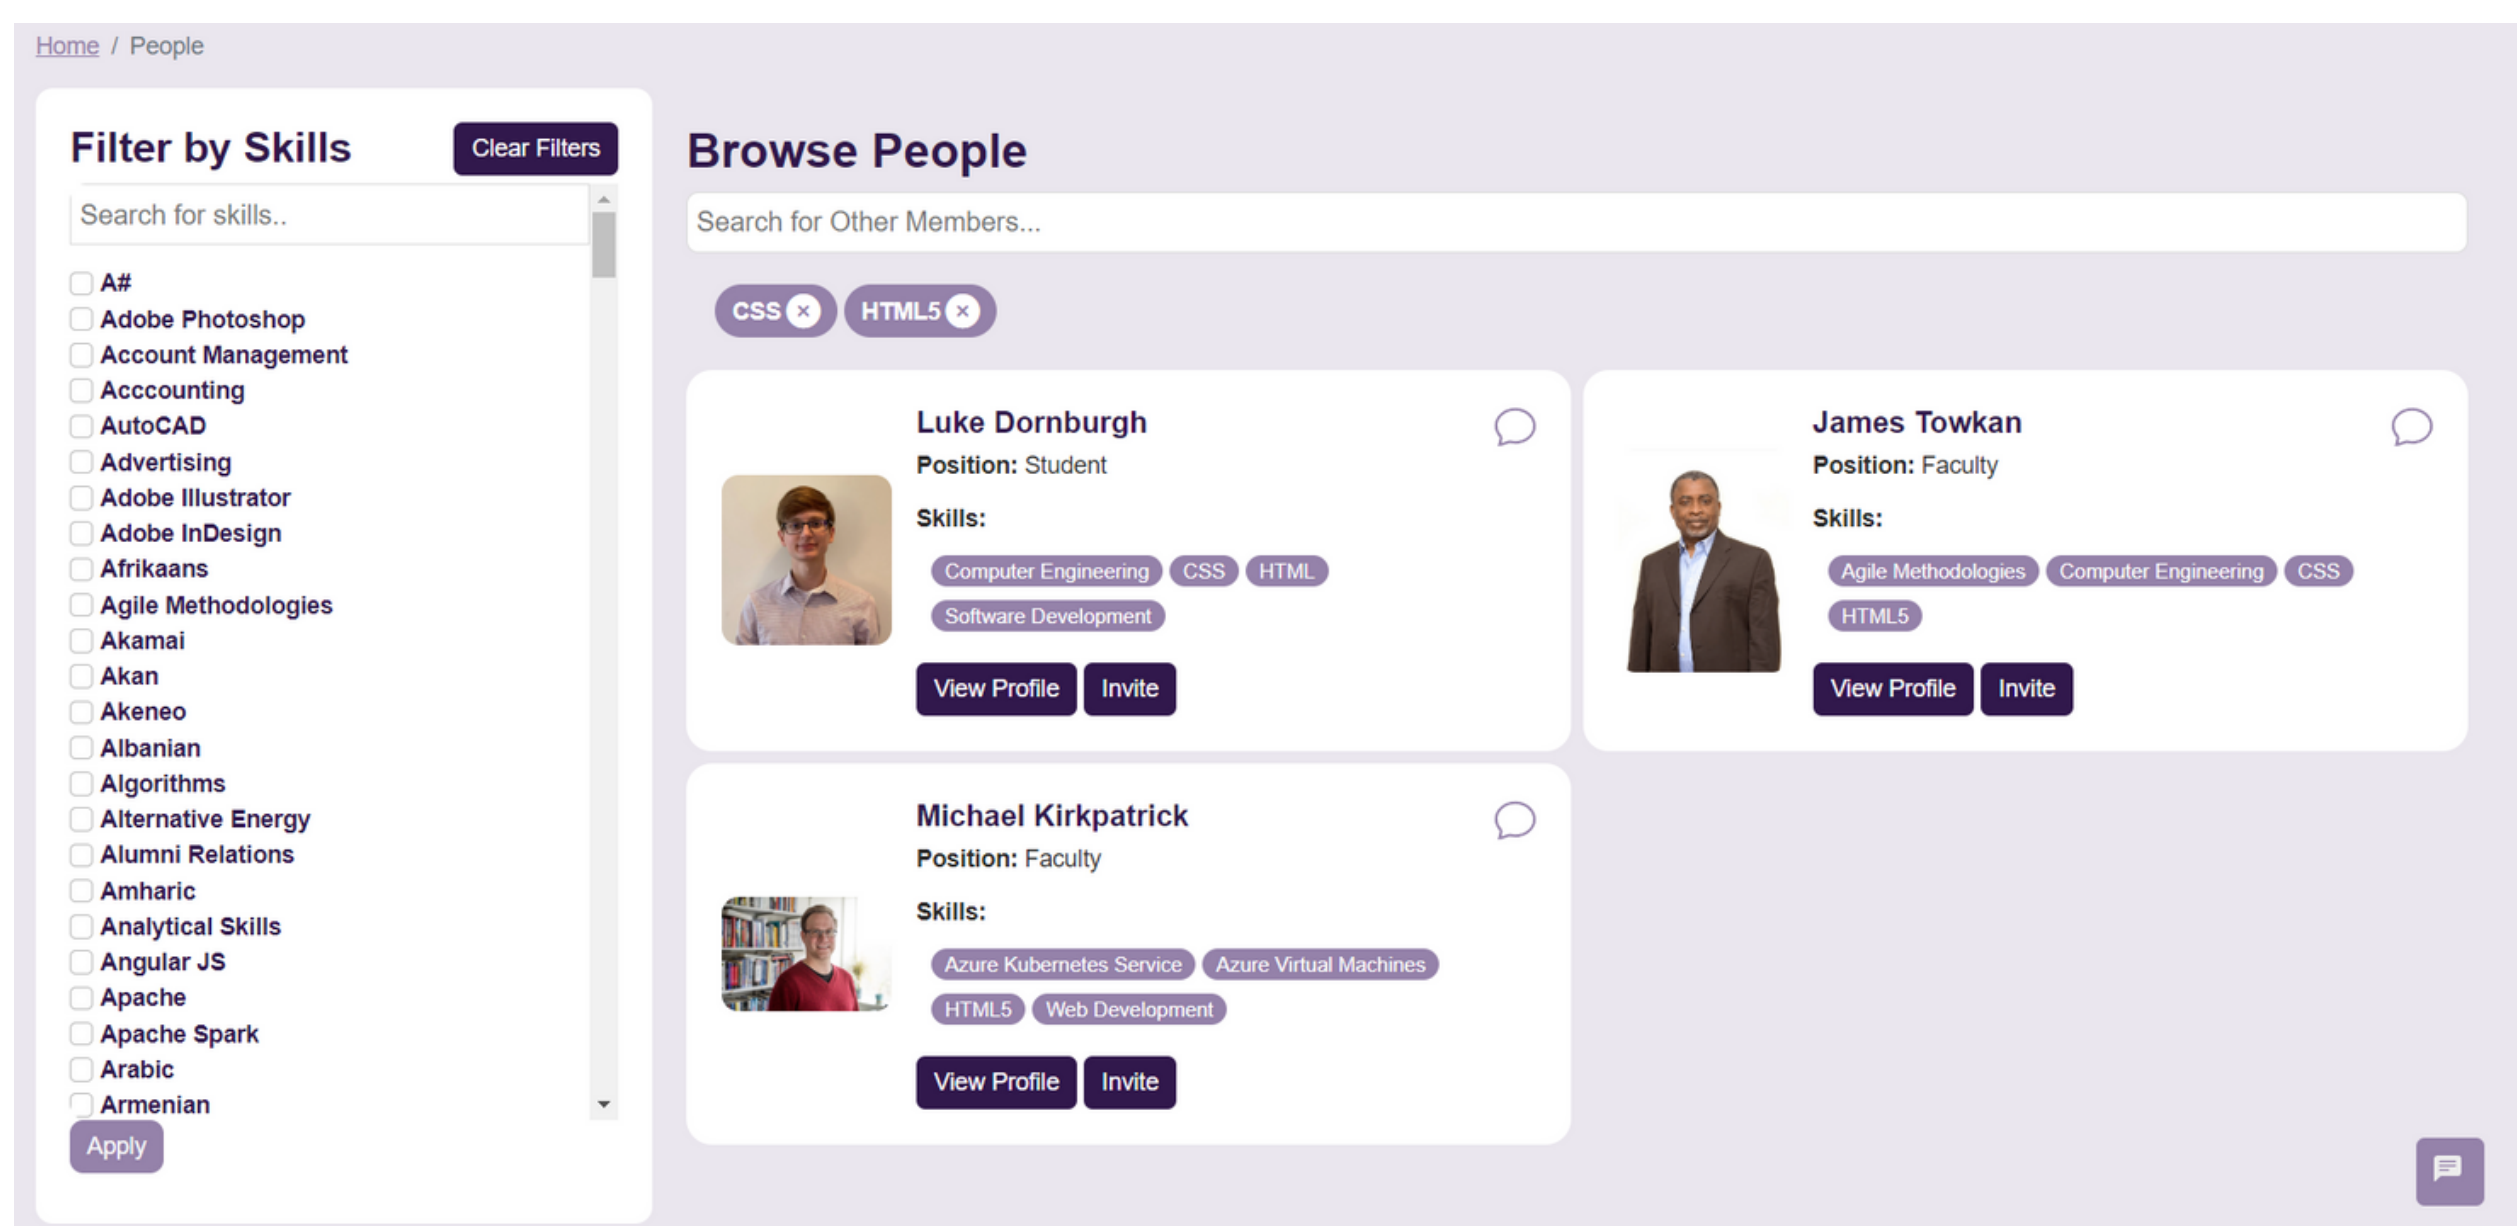 Home / People
Filter by Skills
Clear Filters
Search for skills..
A#
Adobe Photoshop
Account Management
Acccounting
AutoCAD
Advertising
Adobe Illustrator
Adobe InDesign
Afrikaans
Agile Methodologies
Akamai
Akan
Akeneo
Albanian
Algorithms
Alternative Energy
Alumni Relations
Amharic
Analytical Skills
Angular JS
Apache
Apache Spark
Arabic
Armenian
Apply
Browse People
Search for Other Members...
CSS × HTML5 ×
Luke Dornburgh
Position: Student
Skills:
Computer Engineering CSS HTML
Software Development
View Profile Invite
James Towkan
Position: Faculty
Skills:
Agile Methodologies Computer Engineering CSS
HTML5
View Profile Invite
Michael Kirkpatrick
Position: Faculty
Skills:
Azure Kubernetes Service Azure Virtual Machines
HTML5 Web Development
View Profile Invite